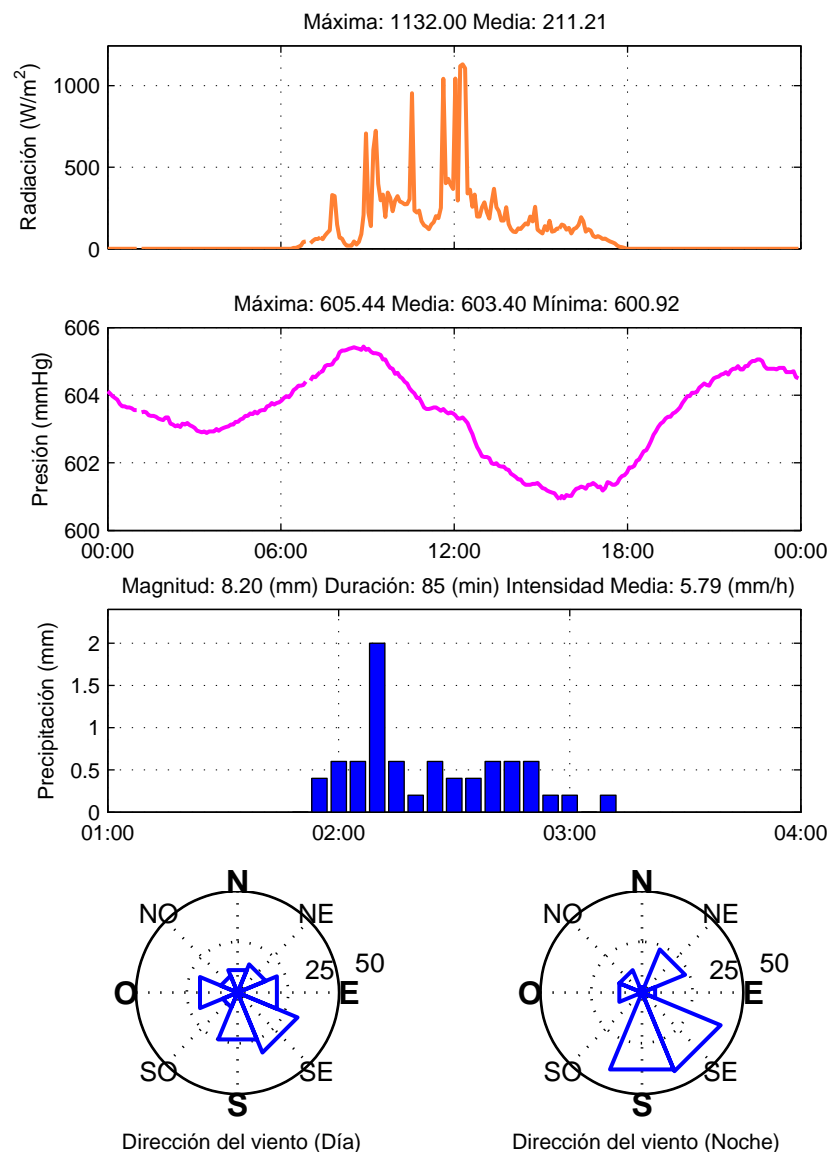 Máxima: 1132.00 Media: 211.21
1000
500
0
Radiación (W/m²)
Máxima: 605.44 Media: 603.40 Mínima: 600.92
606
604
602
600
Presión (mmHg)
00:00 06:00 12:00 18:00 00:00
Magnitud: 8.20 (mm) Duración: 85 (min) Intensidad Media: 5.79 (mm/h)
2
1.5
1
0.5
0
Precipitación (mm)
01:00 02:00 03:00 04:00
N
NO NE
25 50
O E
SO SE
S
Dirección del viento (Día)
N
NO NE
25 50
O E
SO SE
S
Dirección del viento (Noche)